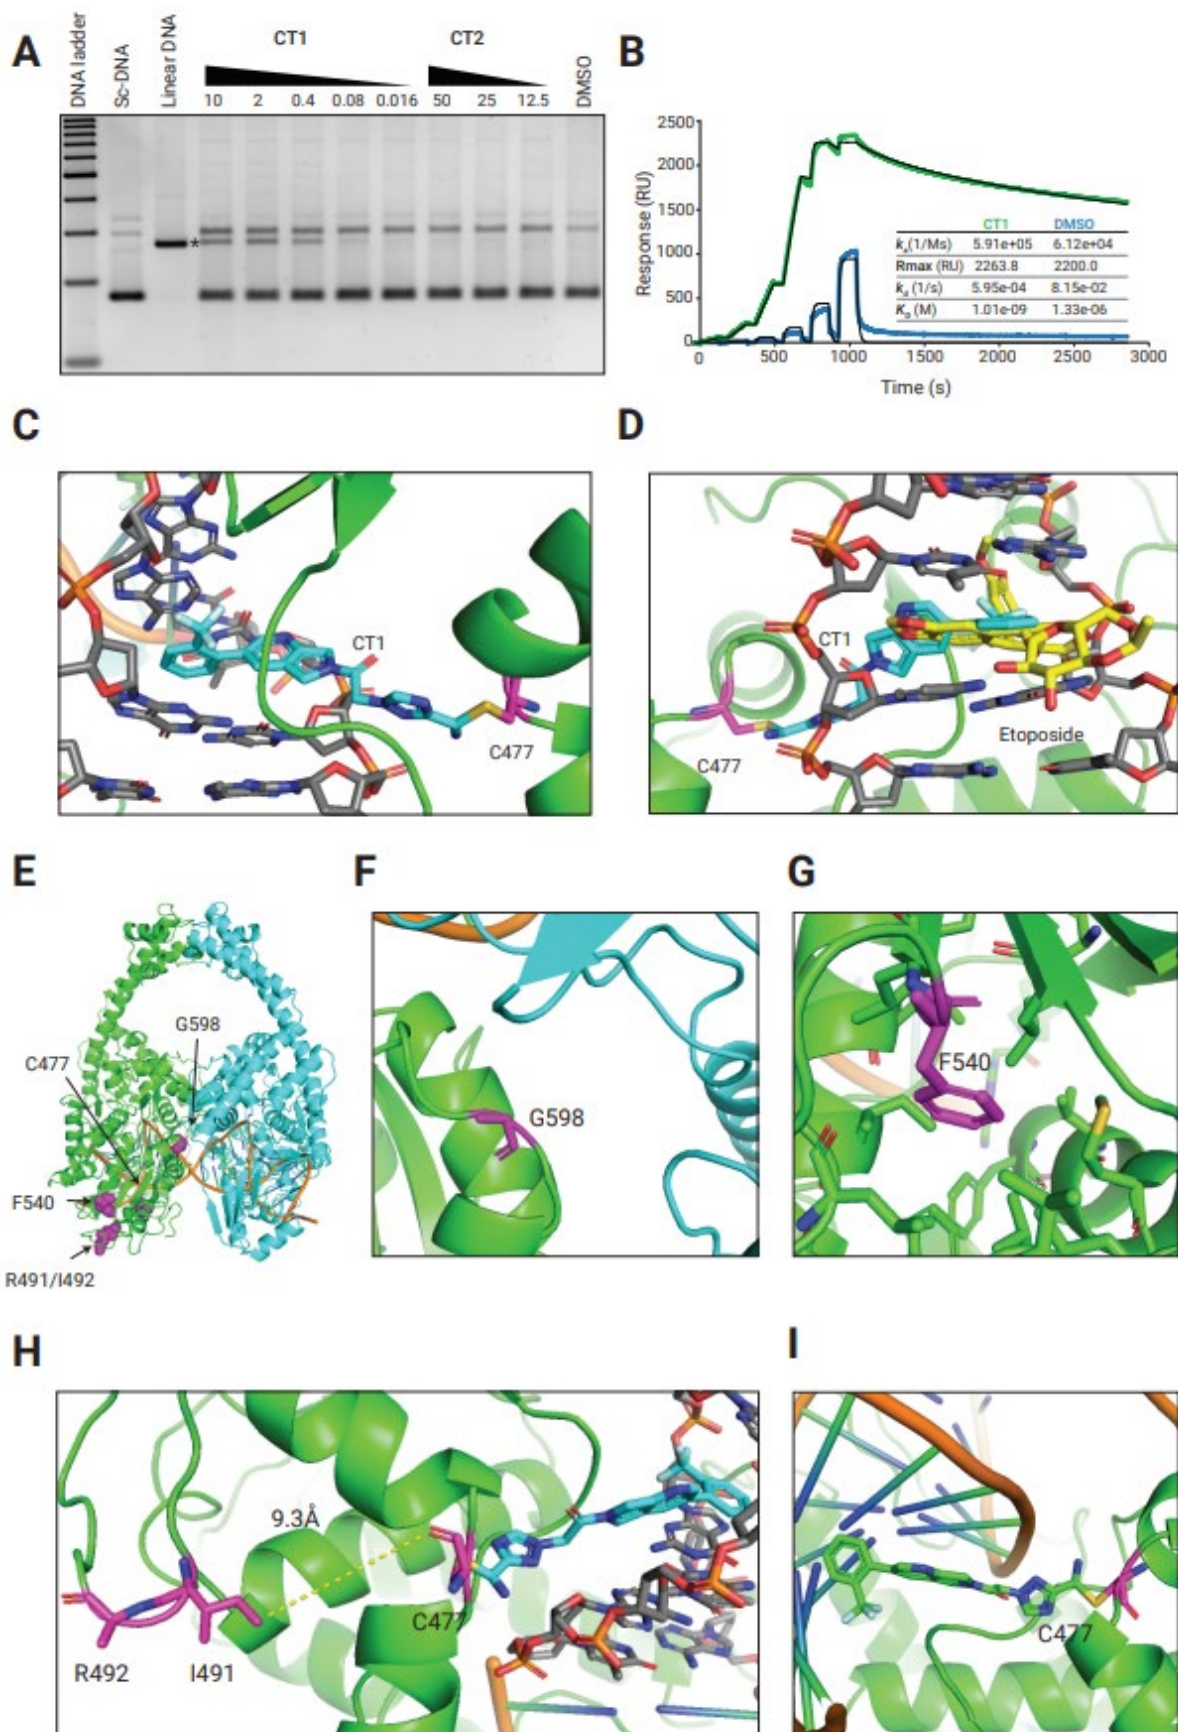 A
DNA ladder
Sc-DNA
Linear DNA
CT1
CT2
DMSO
10 2 0.4 0.08 0.016 50 25 12.5
*
B
Response (RU)
2500
2000
1500
1000
500
0
0 500 1000 1500 2000 2500 3000
Time (s)
CT1 DMSO
kₐ(1/Ms) 5.91e+05 6.12e+04
Rmax (RU) 2263.8 2200.0
k_d (1/s) 5.95e-04 8.15e-02
K_D (M) 1.01e-09 1.33e-06
C
CT1
C477
D
CT1
C477
Etoposide
E
G598
C477
F540
R491/I492
F
G598
G
F540
H
9.3Å
C477
R492 I491
I
C477